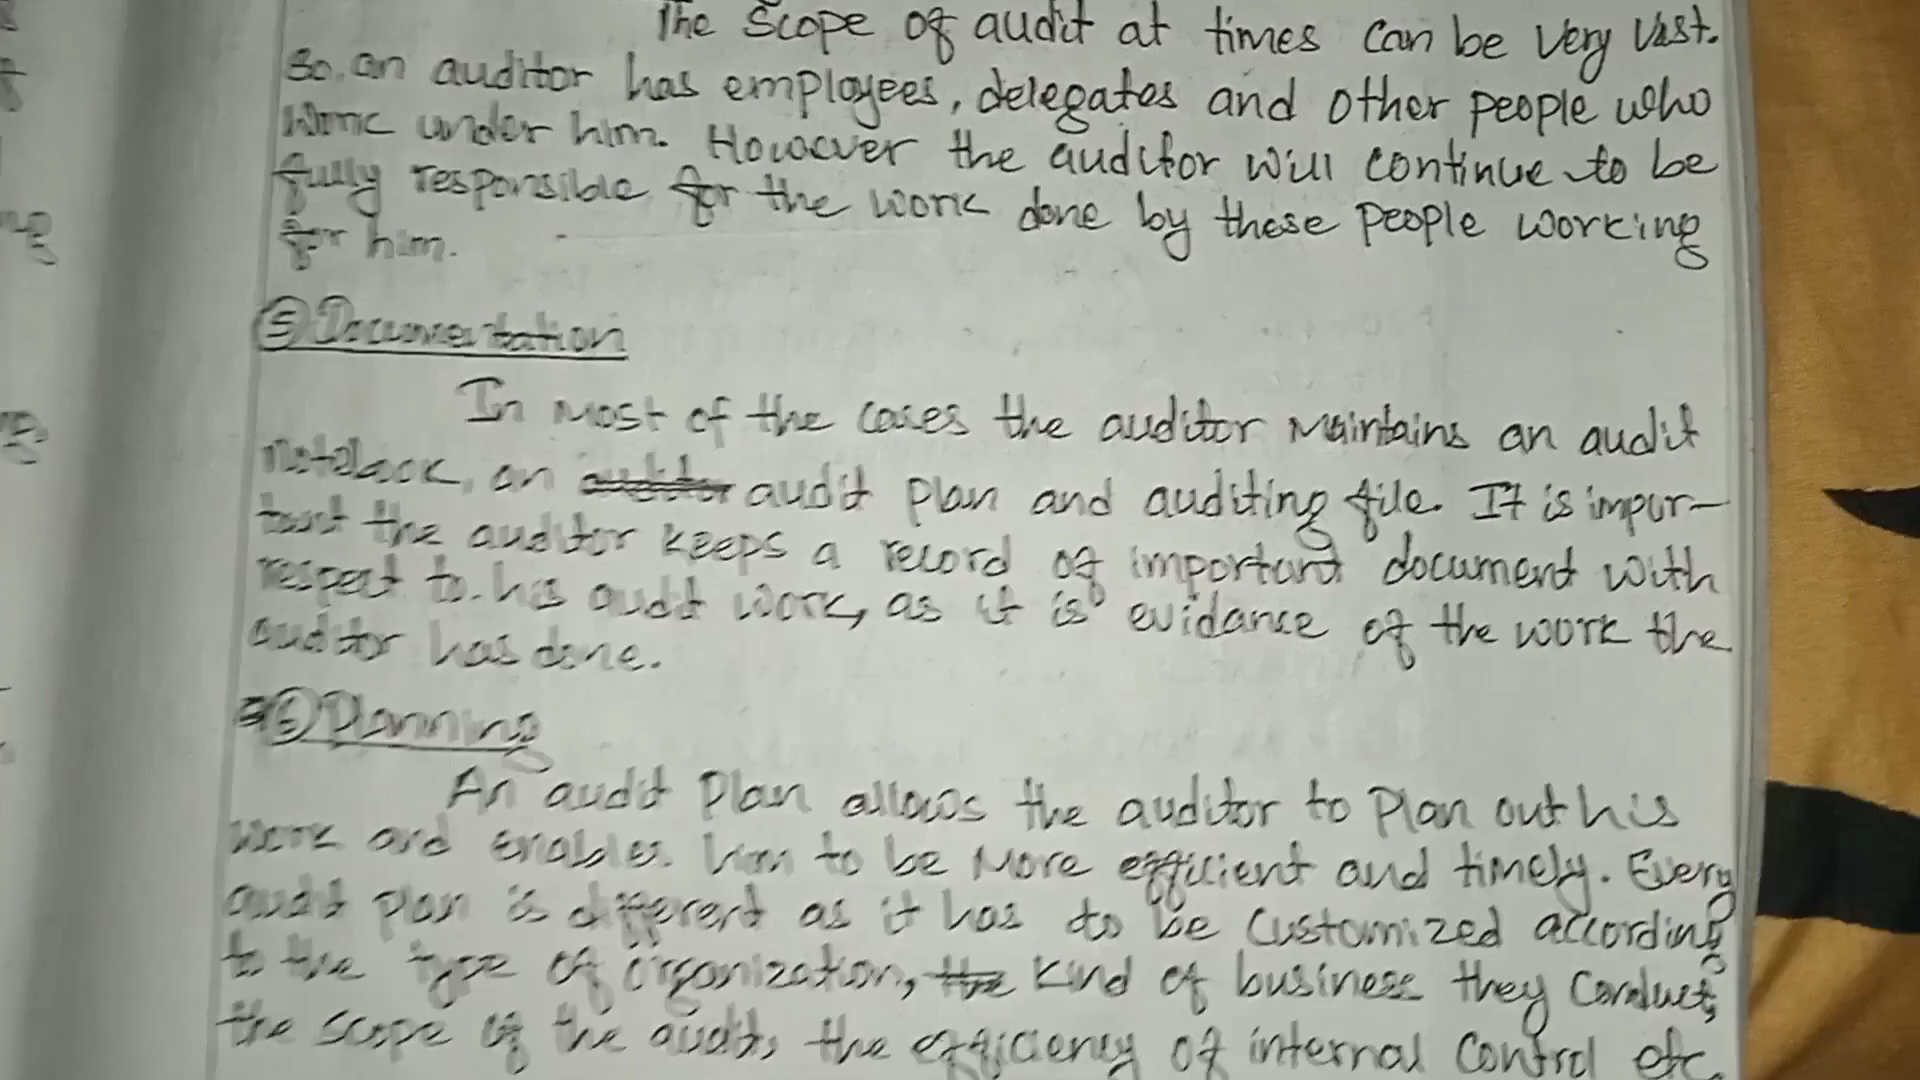 The scope of audit at times can be very vast.
So, an auditor has employees, delegates and other people who
work under him. However the auditor will continue to be
fully responsible for the work done by these people working
for him.
⑤ Documentation
In most of the cases the auditor maintains an audit
notebook, an audit plan and auditing file. It is impor-
tant the auditor keeps a record of important document with
respect to his audit work, as it is evidance of the work the
auditor has done.
⑥ Planning
An audit plan allows the auditor to plan out his
work and enables him to be more efficient and timely. Every
audit plan is different as it has to be customized according
to the type of organization, kind of business they conduct,
the scope of the audit, the efficiency of internal control etc.